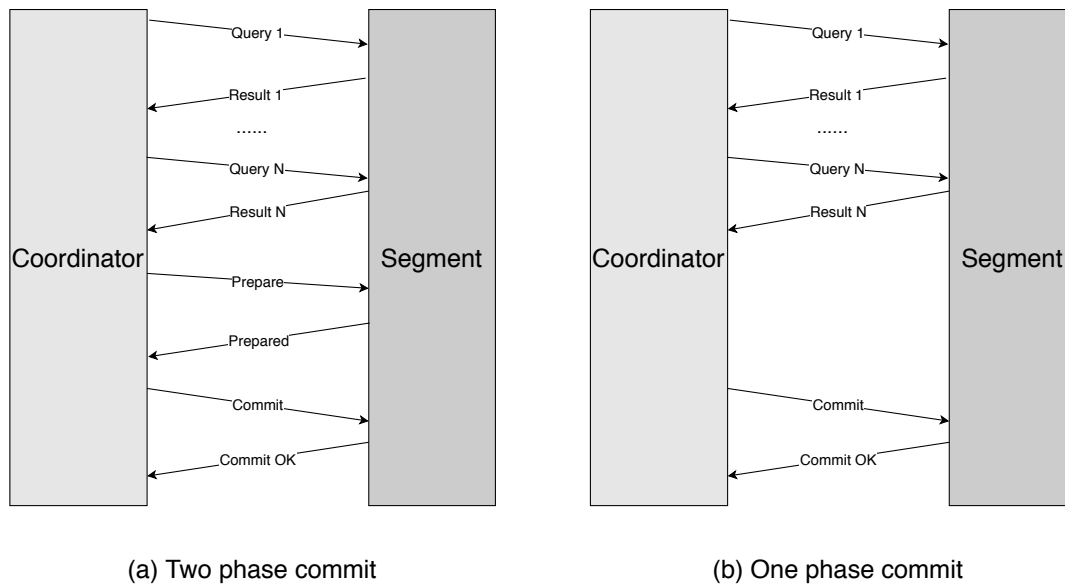 Query 1
Result 1
......
Query N
Result N
Coordinator
Segment
Prepare
Prepared
Commit
Commit OK
(a) Two phase commit
Query 1
Result 1
......
Query N
Result N
Coordinator
Segment
Commit
Commit OK
(b) One phase commit